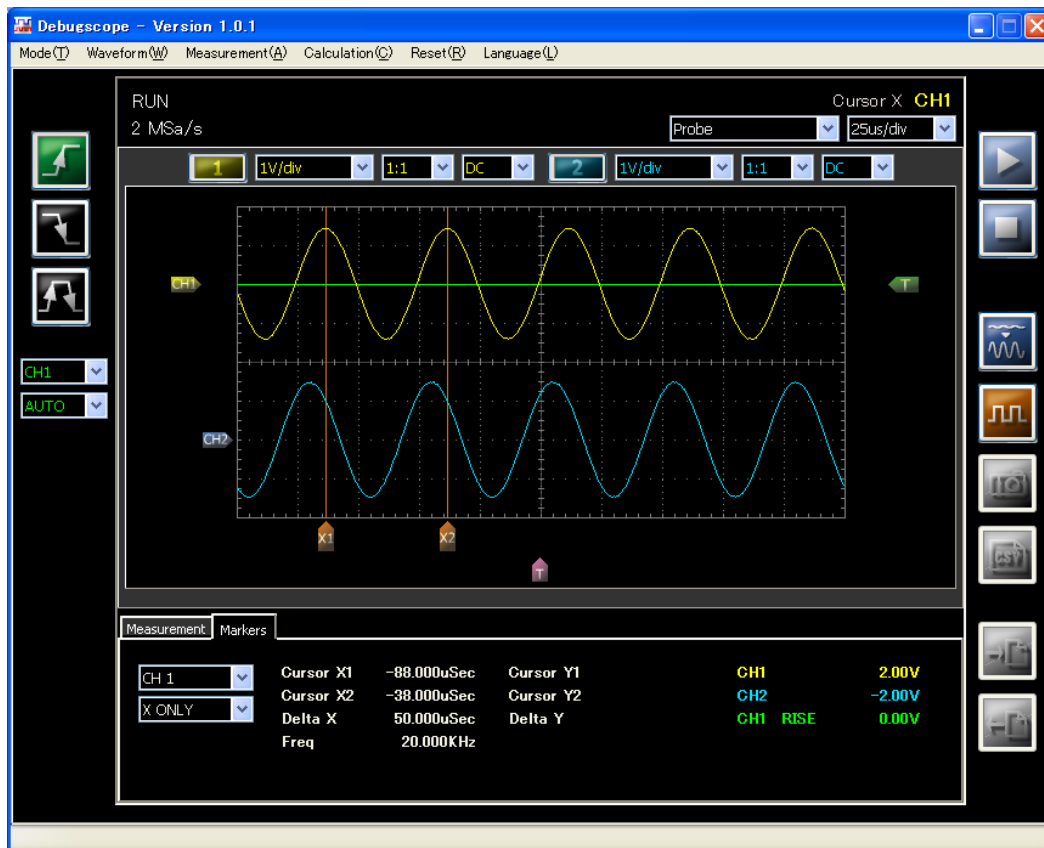 Debugscope - Version 1.0.1
Mode(T) Waveform(W) Measurement(A) Calculation(C) Reset(R) Language(L)
RUN Cursor X CH1
2 MSa/s Probe 25us/div
1 1V/div 1:1 DC 2 1V/div 1:1 DC
CH1 T
CH1
AUTO
CH2
X1 X2
T
CSV
Measurement Markers
CH 1 Cursor X1 -88.000uSec Cursor Y1 CH1 2.00V
X ONLY Cursor X2 -38.000uSec Cursor Y2 CH2 -2.00V
Delta X 50.000uSec Delta Y CH1 RISE 0.00V
Freq 20.000KHz